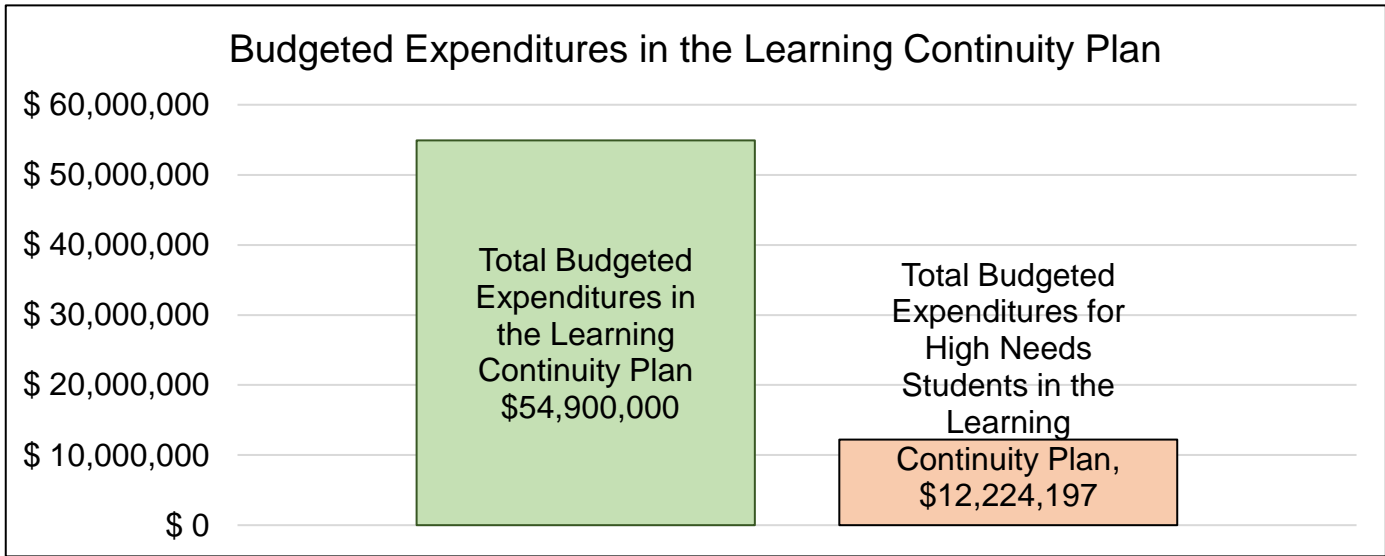 Budgeted Expenditures in the Learning Continuity Plan
$ 60,000,000
$ 50,000,000
$ 40,000,000
$ 30,000,000
$ 20,000,000
$ 10,000,000
$ 0
Total Budgeted
Expenditures in
the Learning
Continuity Plan
$54,900,000
Total Budgeted
Expenditures for
High Needs
Students in the
Learning
Continuity Plan,
$12,224,197